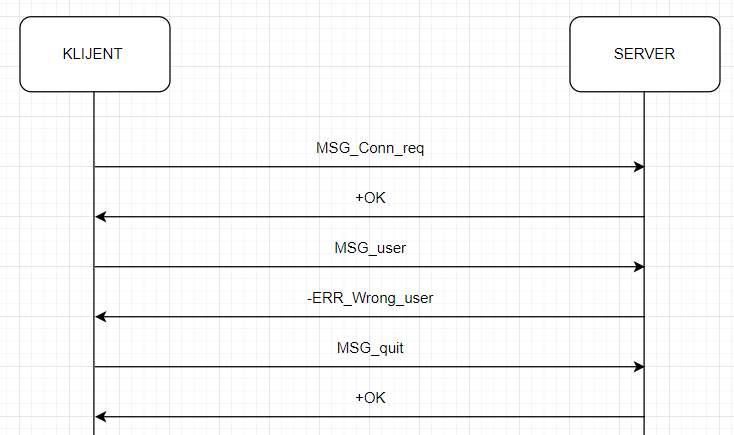 KLIJENT
SERVER
MSG_Conn_req
+OK
MSG_user
-ERR_Wrong_user
MSG_quit
+OK